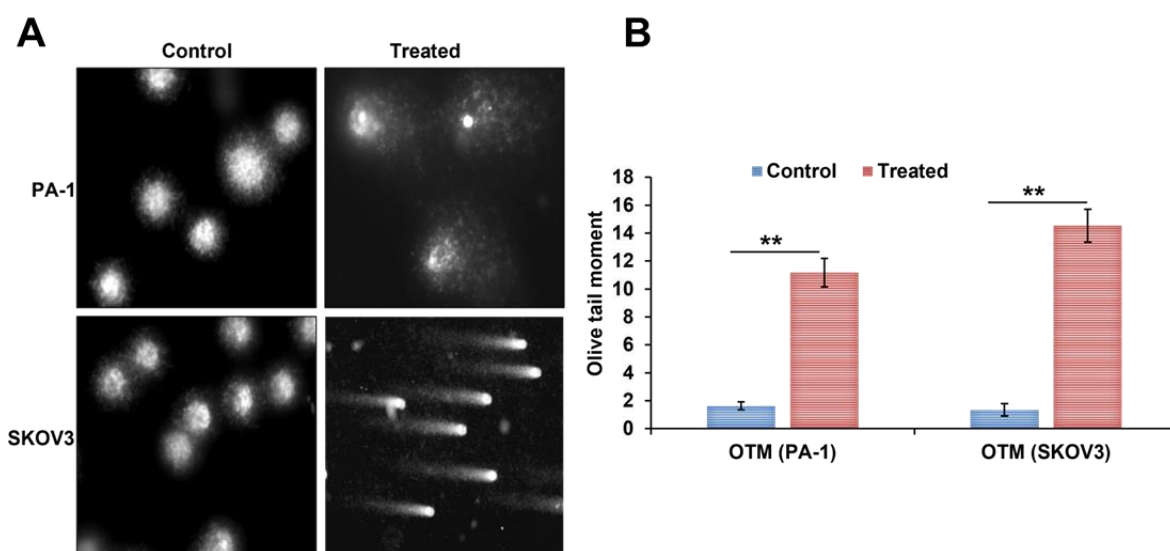 A
Control
Treated
PA-1
SKOV3
B
Control
Treated
Olive tail moment
18
16
14
12
10
8
6
4
2
0
**
**
OTM (PA-1)
OTM (SKOV3)